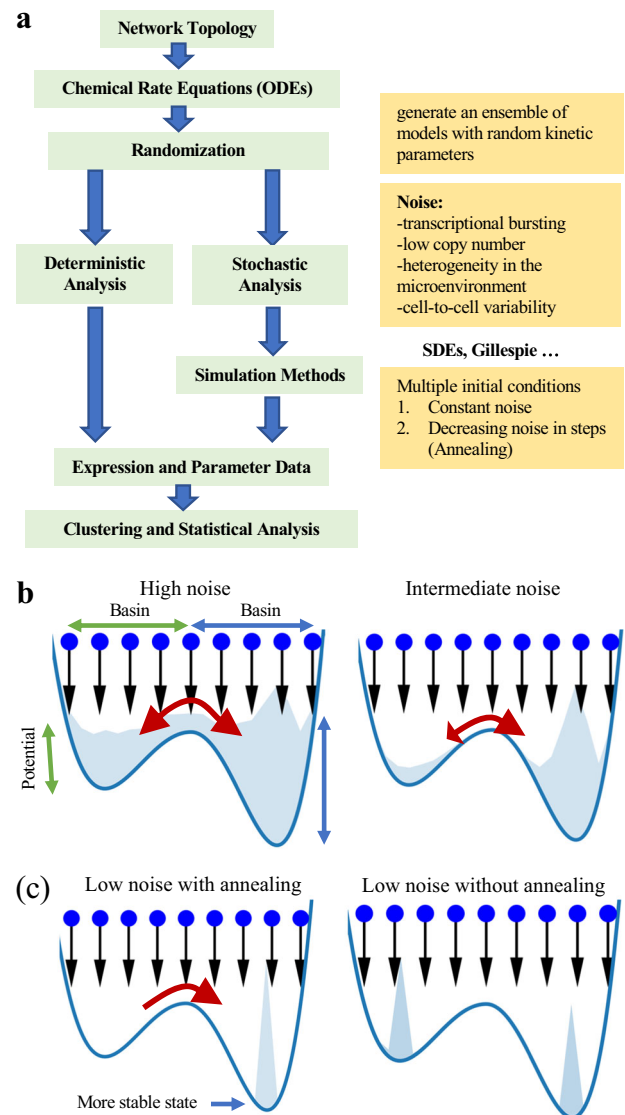 a
Network Topology
Chemical Rate Equations (ODEs)
Randomization
Deterministic
Analysis
Stochastic
Analysis
Simulation Methods
Expression and Parameter Data
Clustering and Statistical Analysis
generate an ensemble of
models with random kinetic
parameters
Noise:
-transcriptional bursting
-low copy number
-heterogeneity in the
microenvironment
-cell-to-cell variability
SDEs, Gillespie ...
Multiple initial conditions
1. Constant noise
2. Decreasing noise in steps
(Annealing)
b
High noise
Basin
Basin
Potential
Intermediate noise
(c)
Low noise with annealing
More stable state
Low noise without annealing